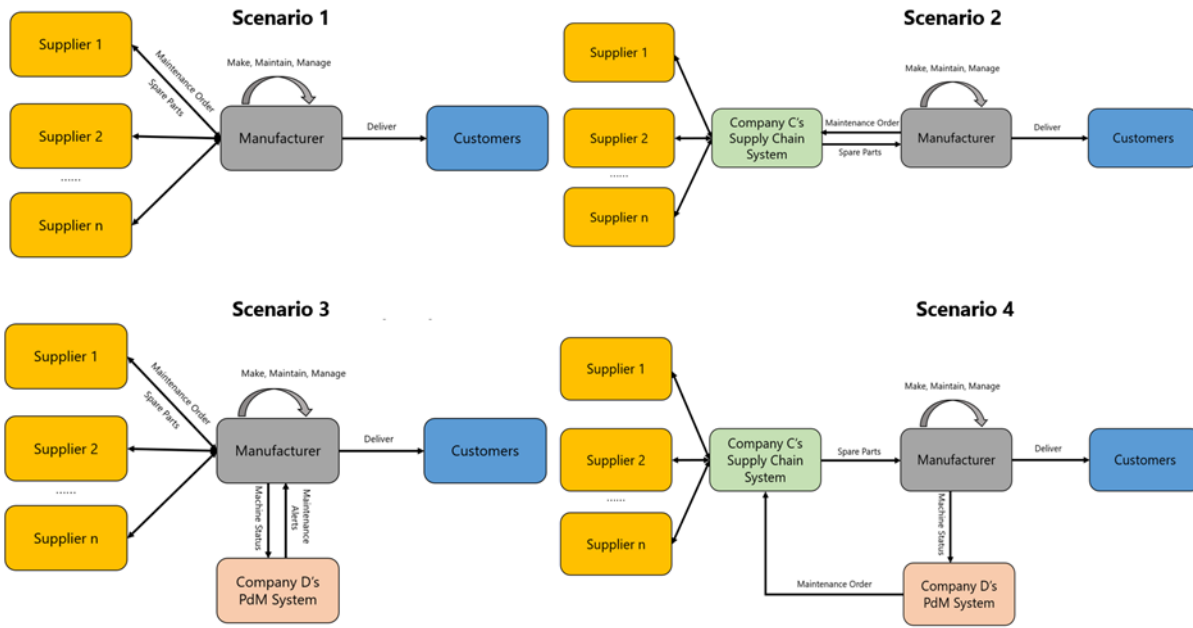 Scenario 1
Supplier 1
Maintenance Order
Spare Parts
Make, Maintain, Manage
Supplier 2
Manufacturer
Deliver
Customers
......
Supplier n
Scenario 2
Supplier 1
Make, Maintain, Manage
Supplier 2
Company C's
Supply Chain
System
Maintenance Order
Spare Parts
Manufacturer
Deliver
Customers
......
Supplier n
Scenario 3
Supplier 1
Maintenance Order
Spare Parts
Make, Maintain, Manage
Supplier 2
Manufacturer
Deliver
Customers
......
Supplier n
Machine Status
Maintenance
Alerts
Company D's
PdM System
Scenario 4
Supplier 1
Make, Maintain, Manage
Supplier 2
Company C's
Supply Chain
System
Spare Parts
Manufacturer
Deliver
Customers
......
Supplier n
Machine Status
Maintenance Order
Company D's
PdM System